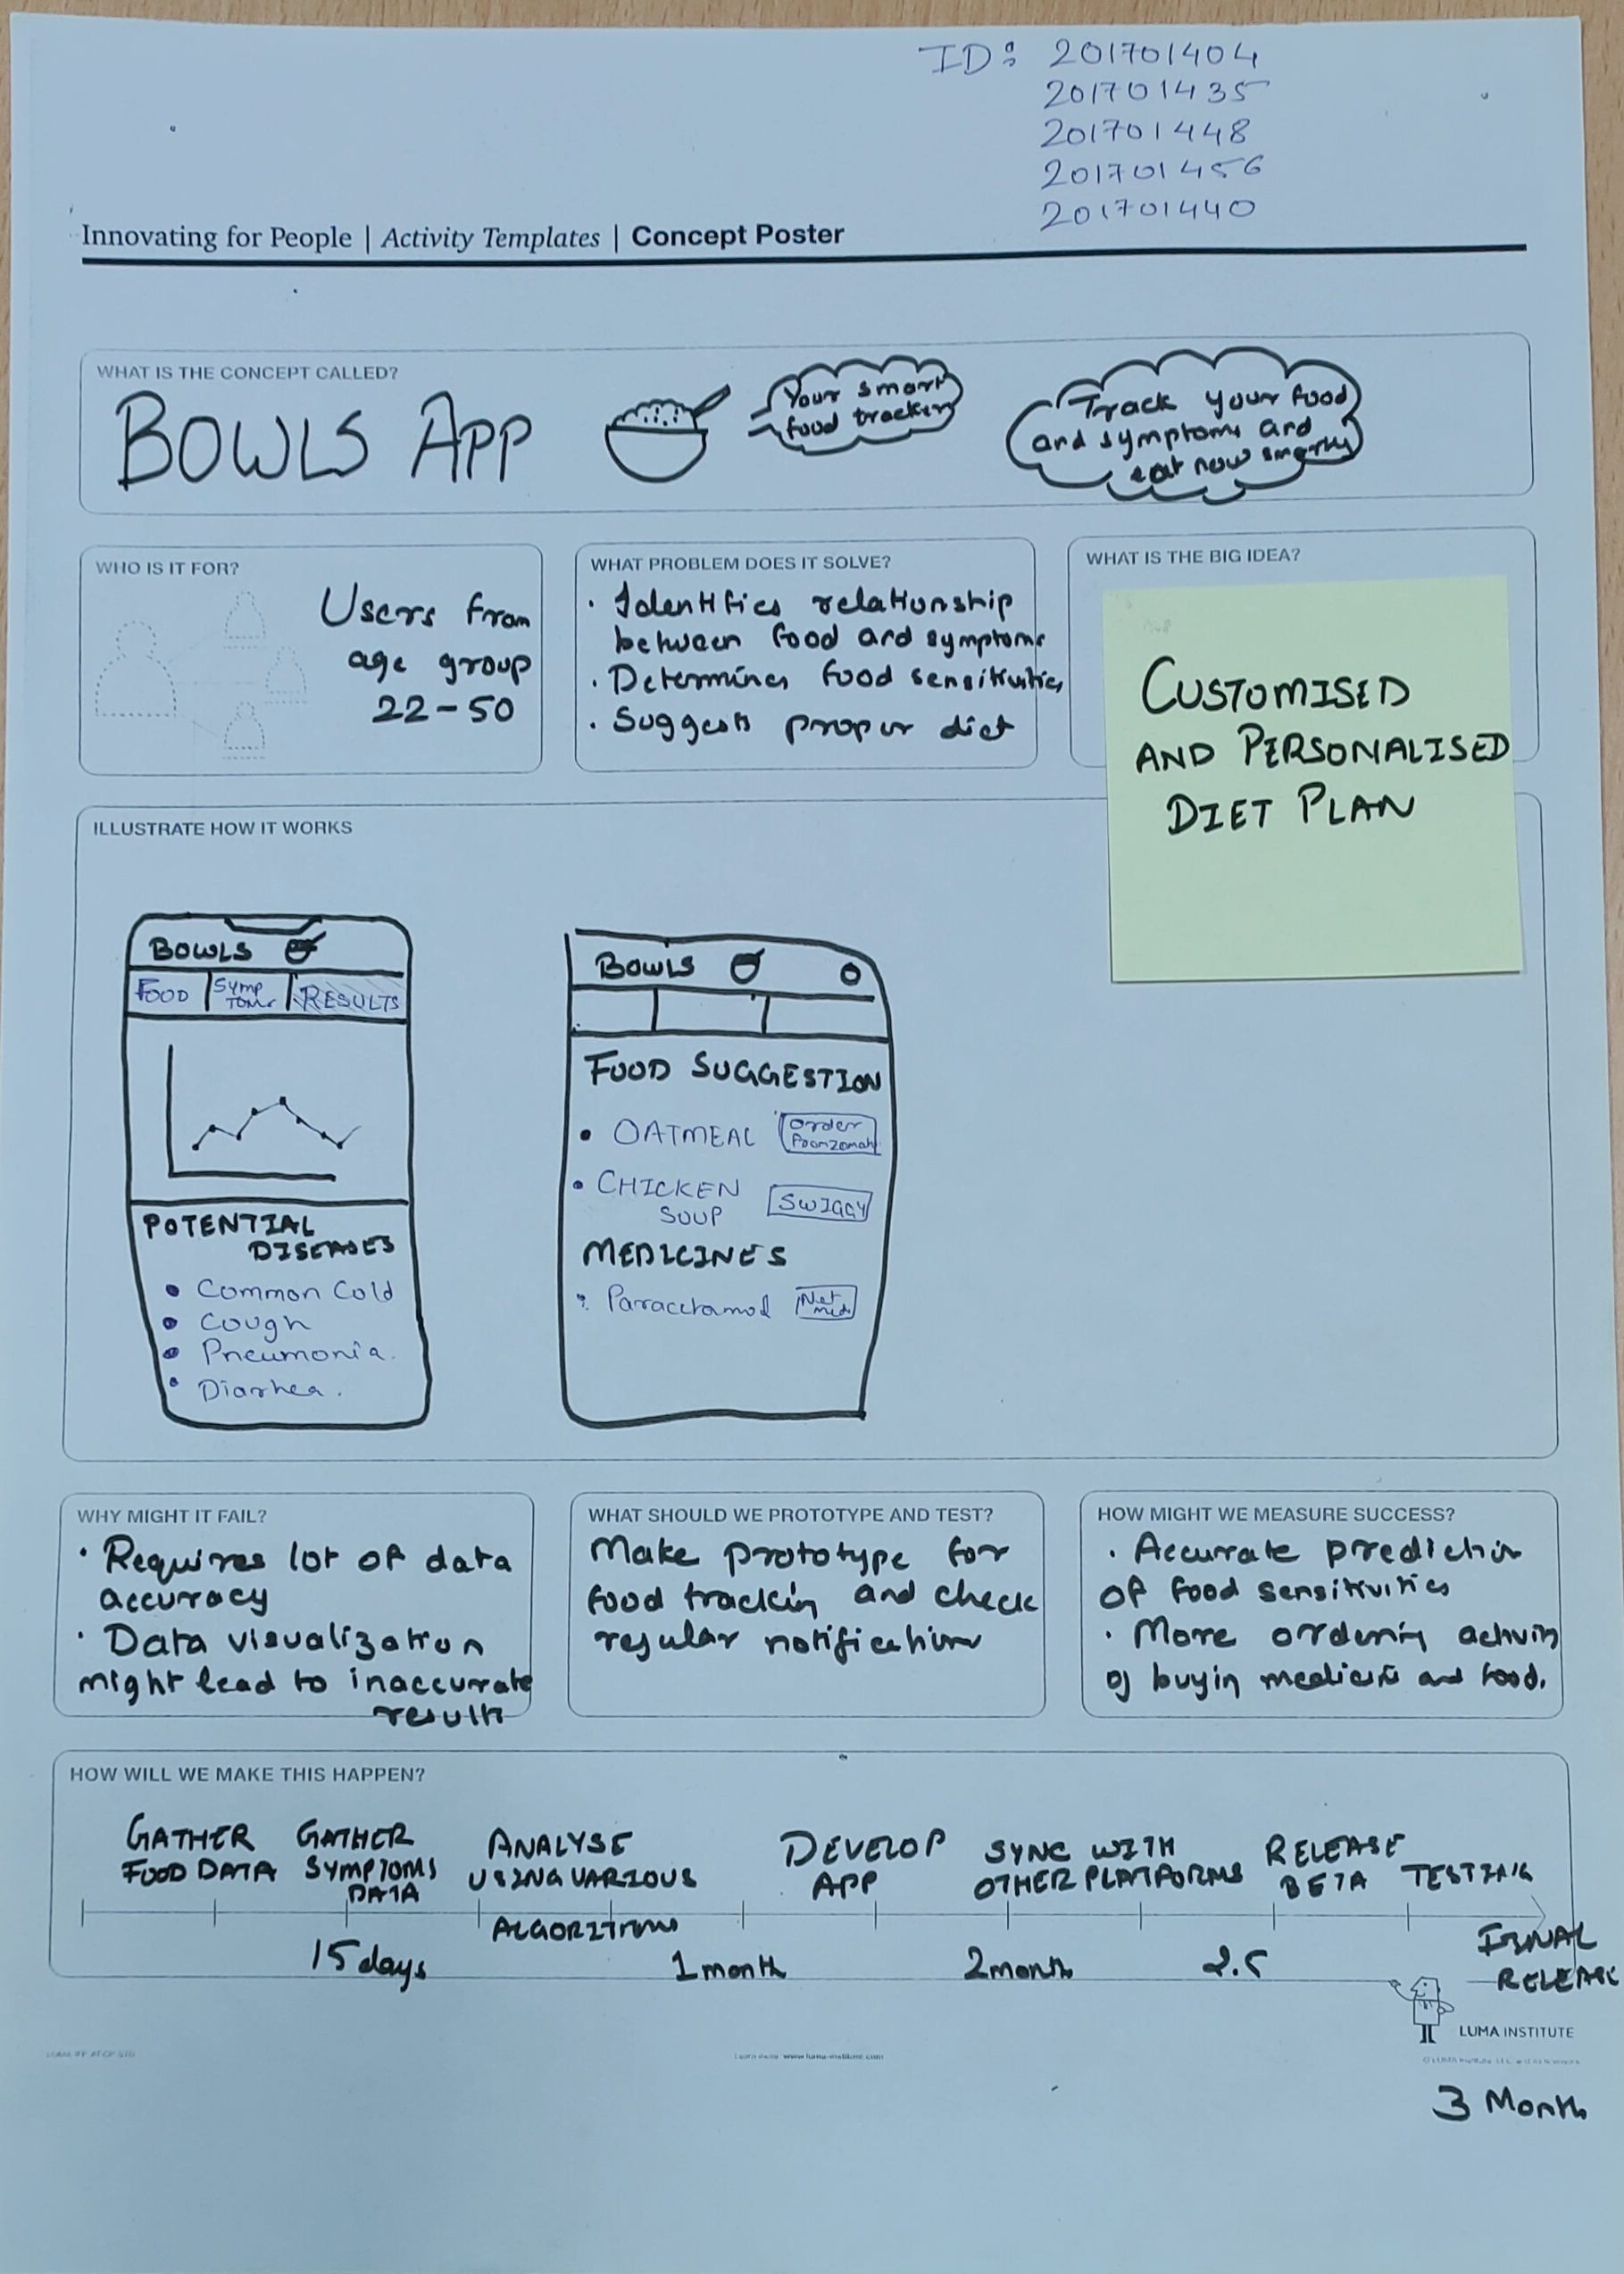 ID: 201701404
201701435
201701448
201701456
201701440
Innovating for People | Activity Templates | Concept Poster
WHAT IS THE CONCEPT CALLED?
BOWLS APP
Your smart
food tracker
Track your food
and symptoms and
eat now smartly
WHO IS IT FOR?
Users from
age group
22-50
WHAT PROBLEM DOES IT SOLVE?
· Identifies relationship
between food and symptoms
· Determines food sensitivities
· Suggests proper diet
WHAT IS THE BIG IDEA?
CUSTOMISED
AND PERSONALISED
DIET PLAN
ILLUSTRATE HOW IT WORKS
BOWLS
FOOD
SYMP
TOMS
RESULTS
POTENTIAL
DISEASES
• Common Cold
• Cough
• Pneumonia.
• Diarhea.
BOWLS
FOOD SUGGESTION
• OATMEAL
Order
• CHICKEN
SOUP
SWIGGY
MEDICINES
Paracetamol
Net
med
WHY MIGHT IT FAIL?
· Requires lot of data
accuracy
· Data visualization
might lead to inaccurate
results
WHAT SHOULD WE PROTOTYPE AND TEST?
Make prototype for
food trackin and check
regular notifications
HOW MIGHT WE MEASURE SUCCESS?
· Accurate prediction
of food sensitivities
· More ordering activity
of buyin medicine and food.
HOW WILL WE MAKE THIS HAPPEN?
GATHER
FOOD DATA
GATHER
SYMPTOMS
DATA
ANALYSE
USING VARIOUS
ALGORITHMS
DEVELOP
APP
SYNC WITH
OTHER PLATFORMS
RELEASE
BETA
TESTING
15 days
1 month
2 month
2.5
FINAL
RELEASE
LUMA INSTITUTE
3 Month